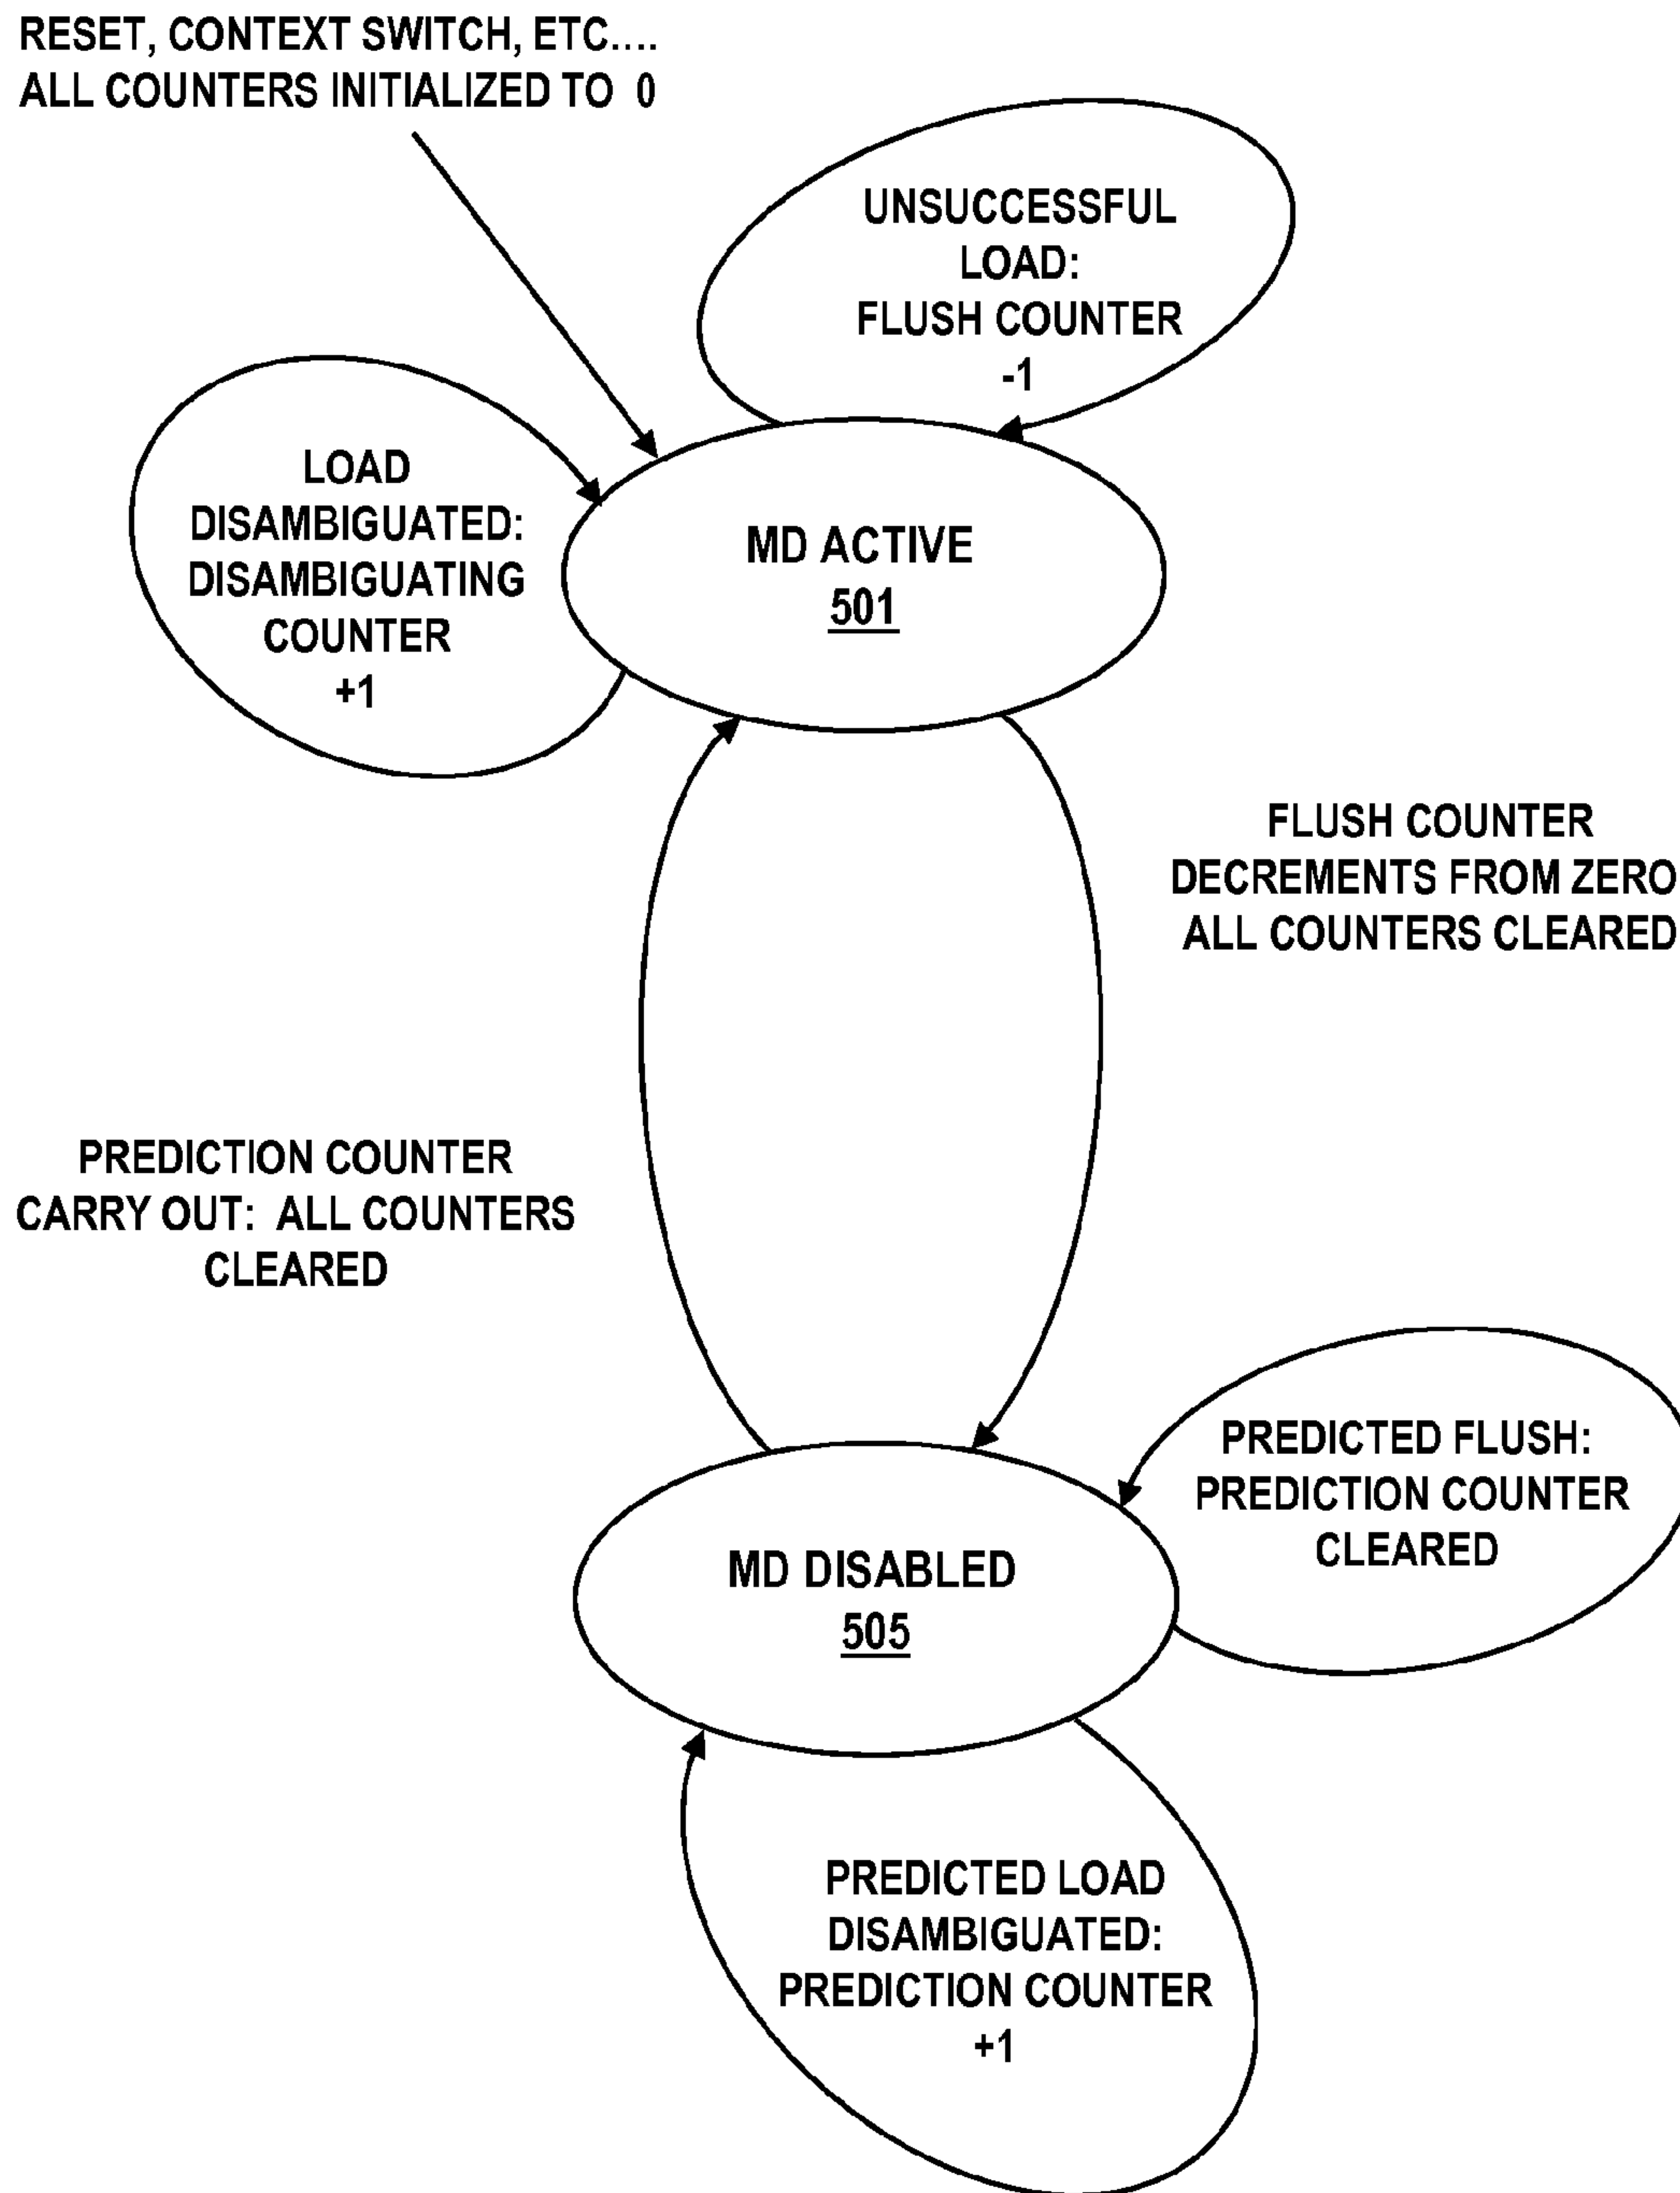 RESET, CONTEXT SWITCH, ETC....
ALL COUNTERS INITIALIZED TO 0
UNSUCCESSFUL
LOAD:
FLUSH COUNTER
-1
LOAD
DISAMBIGUATED:
DISAMBIGUATING
COUNTER
+1
MD ACTIVE
501
FLUSH COUNTER
DECREMENTS FROM ZERO
ALL COUNTERS CLEARED
PREDICTION COUNTER
CARRY OUT: ALL COUNTERS
CLEARED
PREDICTED FLUSH:
PREDICTION COUNTER
CLEARED
MD DISABLED
505
PREDICTED LOAD
DISAMBIGUATED:
PREDICTION COUNTER
+1